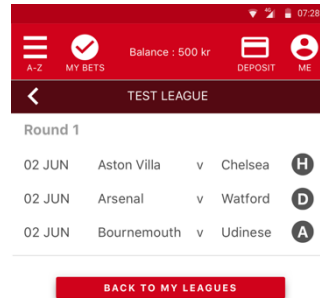 4G 07:28
A-Z MY BETS Balance : 500 kr DEPOSIT ME
TEST LEAGUE
Round 1
02 JUN Aston Villa v Chelsea H
02 JUN Arsenal v Watford D
02 JUN Bournemouth v Udinese A
BACK TO MY LEAGUES